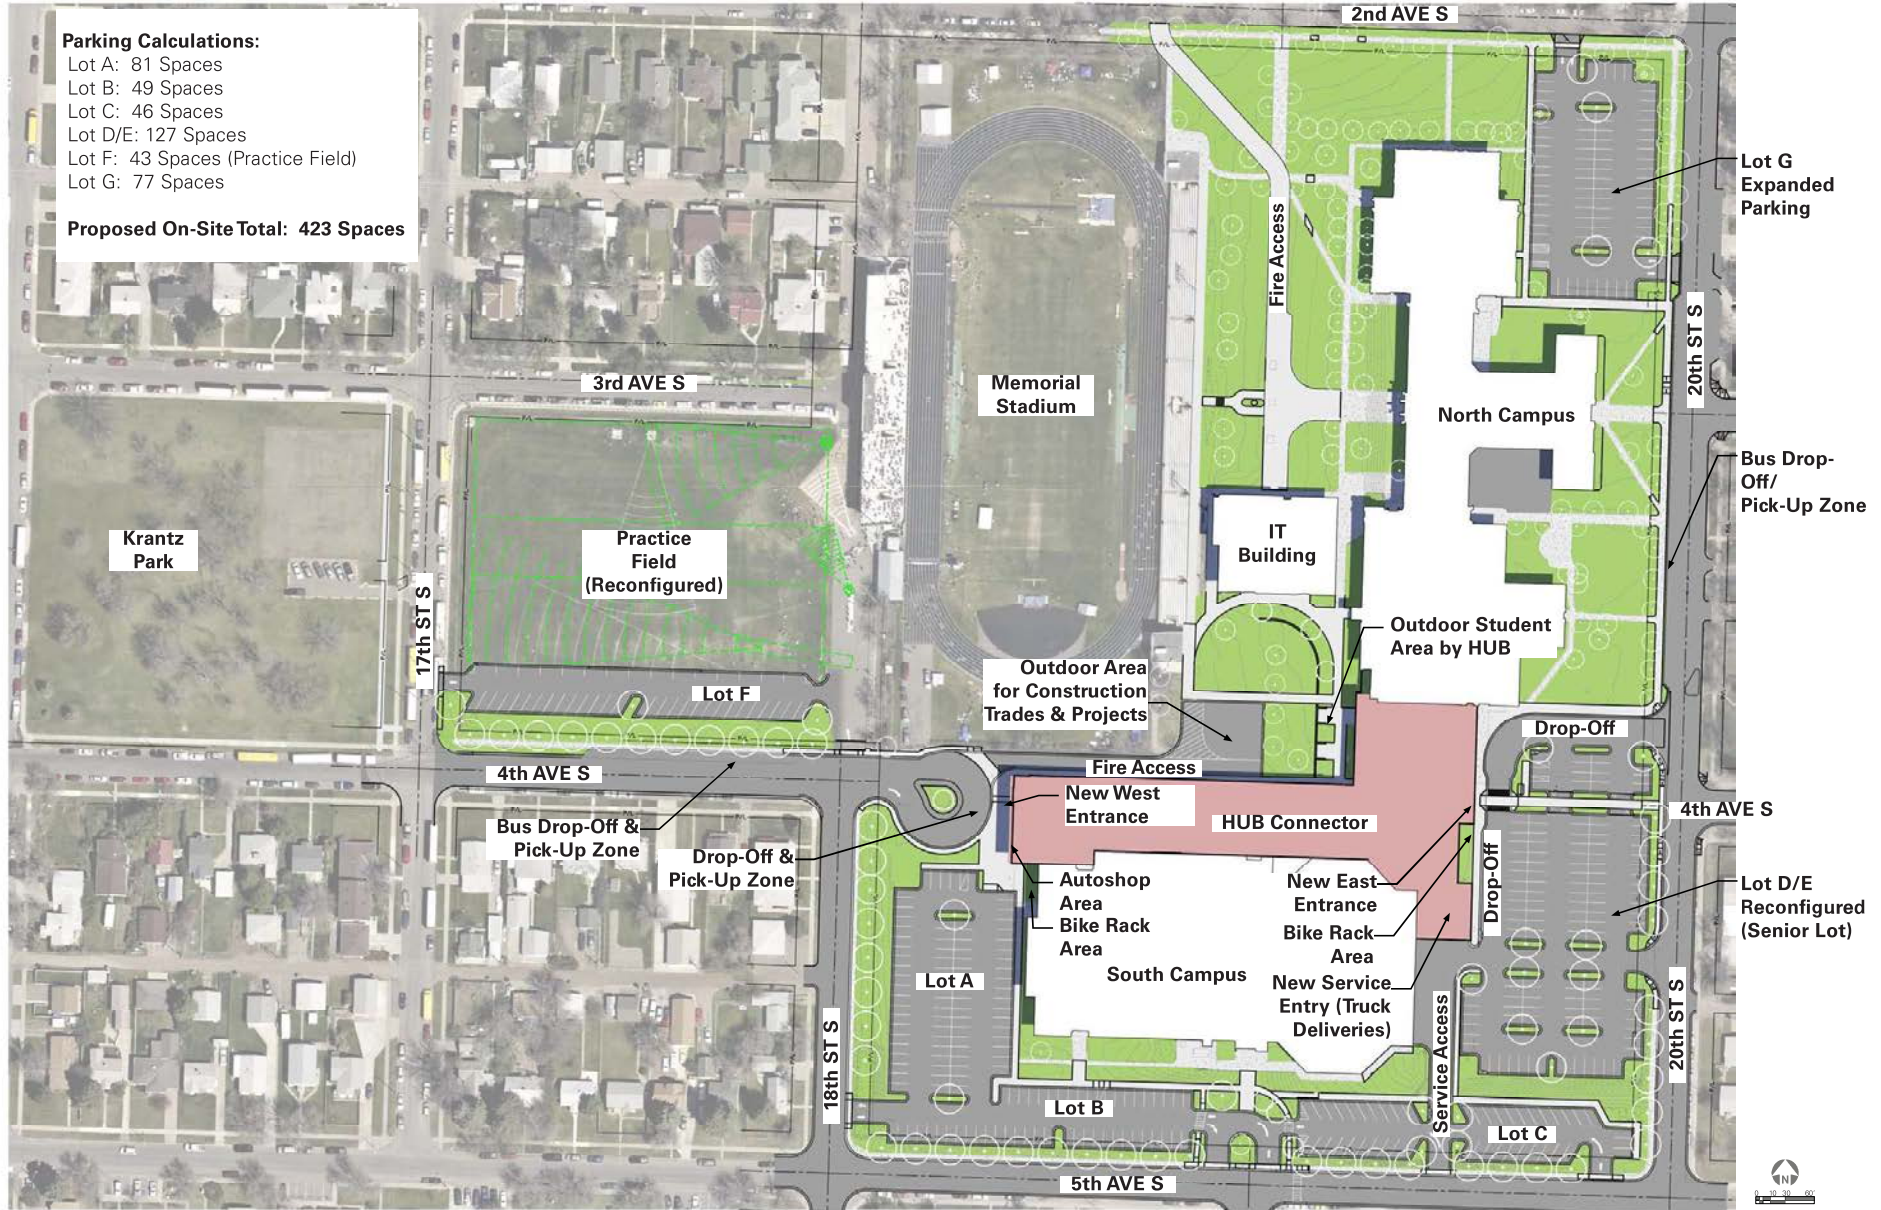 Parking Calculations:
Lot A: 81 Spaces
Lot B: 49 Spaces
Lot C: 46 Spaces
Lot D/E: 127 Spaces
Lot F: 43 Spaces (Practice Field)
Lot G: 77 Spaces
Proposed On-Site Total: 423 Spaces
2nd AVE S
Lot G
Expanded
Parking
Fire Access
20th ST S
3rd AVE S
Memorial
Stadium
North Campus
Bus Drop-
Off/
Pick-Up Zone
Krantz
Park
Practice
Field
(Reconfigured)
IT
Building
17th ST S
Outdoor Student
Area by HUB
Outdoor Area
for Construction
Trades & Projects
Lot F
Drop-Off
4th AVE S
Fire Access
New West
Entrance
HUB Connector
4th AVE S
Bus Drop-Off &
Pick-Up Zone
Drop-Off &
Pick-Up Zone
Autoshop
Area
Bike Rack
Area
New East
Entrance
Bike Rack
Area
New Service
Entry (Truck
Deliveries)
Drop-Off
Lot D/E
Reconfigured
(Senior Lot)
Lot A
South Campus
18th ST S
Service Access
20th ST S
Lot B
Lot C
5th AVE S
N
0 10 30 60'